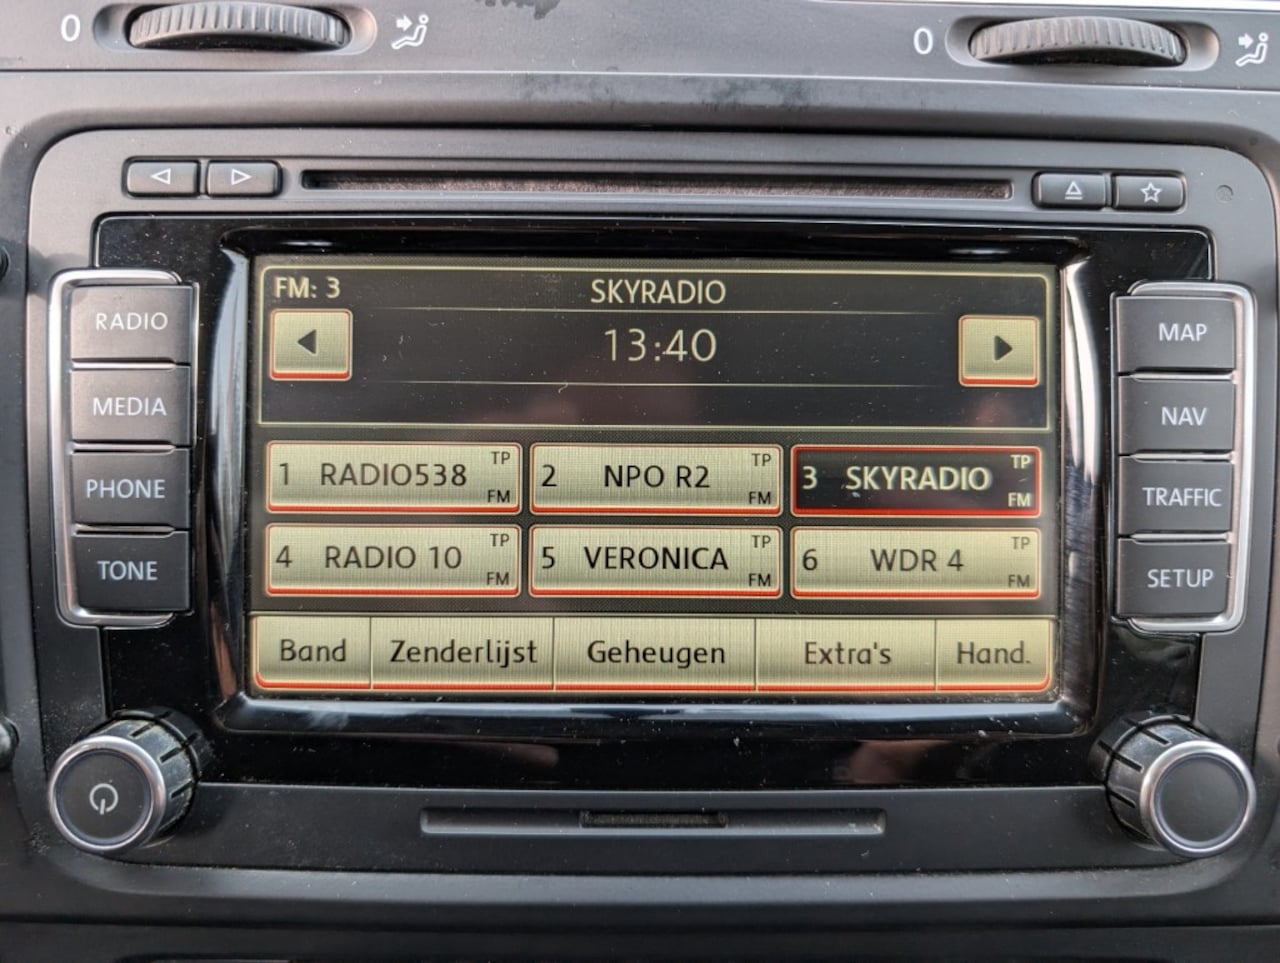 0
0
FM: 3 SKYRADIO
13:40
RADIO
MEDIA
PHONE
TONE
1 RADIO538 TP FM
2 NPO R2 TP FM
3 SKYRADIO TP FM
4 RADIO 10 TP FM
5 VERONICA TP FM
6 WDR 4 TP FM
Band Zenderlijst Geheugen Extra's Hand.
MAP
NAV
TRAFFIC
SETUP